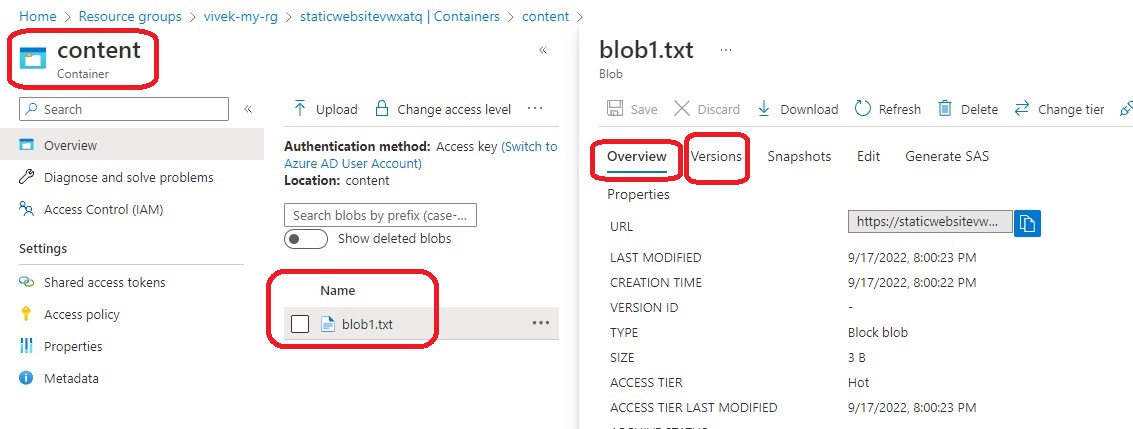 Home > Resource groups > vivek-my-rg > staticwebsitevwxatq | Containers > content >
content
Container
«
Search
«
Overview
Diagnose and solve problems
Access Control (IAM)
Settings
Shared access tokens
Access policy
Properties
Metadata
Upload Change access level ...
Authentication method: Access key (Switch to
Azure AD User Account)
Location: content
Search blobs by prefix (case-...
Show deleted blobs
Name
blob1.txt ...
blob1.txt ...
Blob
Save Discard Download Refresh Delete Change tier
Overview Versions Snapshots Edit Generate SAS
Properties
URL https://staticwebsitevw...
LAST MODIFIED 9/17/2022, 8:00:23 PM
CREATION TIME 9/17/2022, 8:00:22 PM
VERSION ID -
TYPE Block blob
SIZE 3 B
ACCESS TIER Hot
ACCESS TIER LAST MODIFIED 9/17/2022, 8:00:23 PM